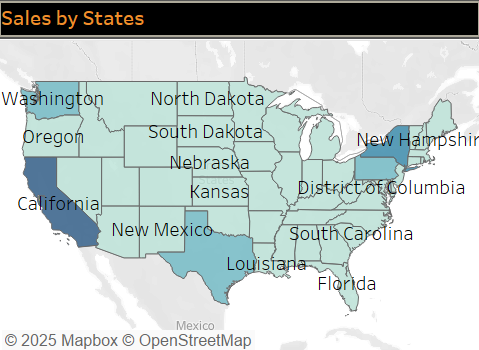 Sales by States
Washington
North Dakota
South Dakota
Oregon
New Hampshir
Nebraska
Kansas
District of Columbia
California
New Mexico
South Carolina
Louisiana
Florida
Mexico
© 2025 Mapbox © OpenStreetMap